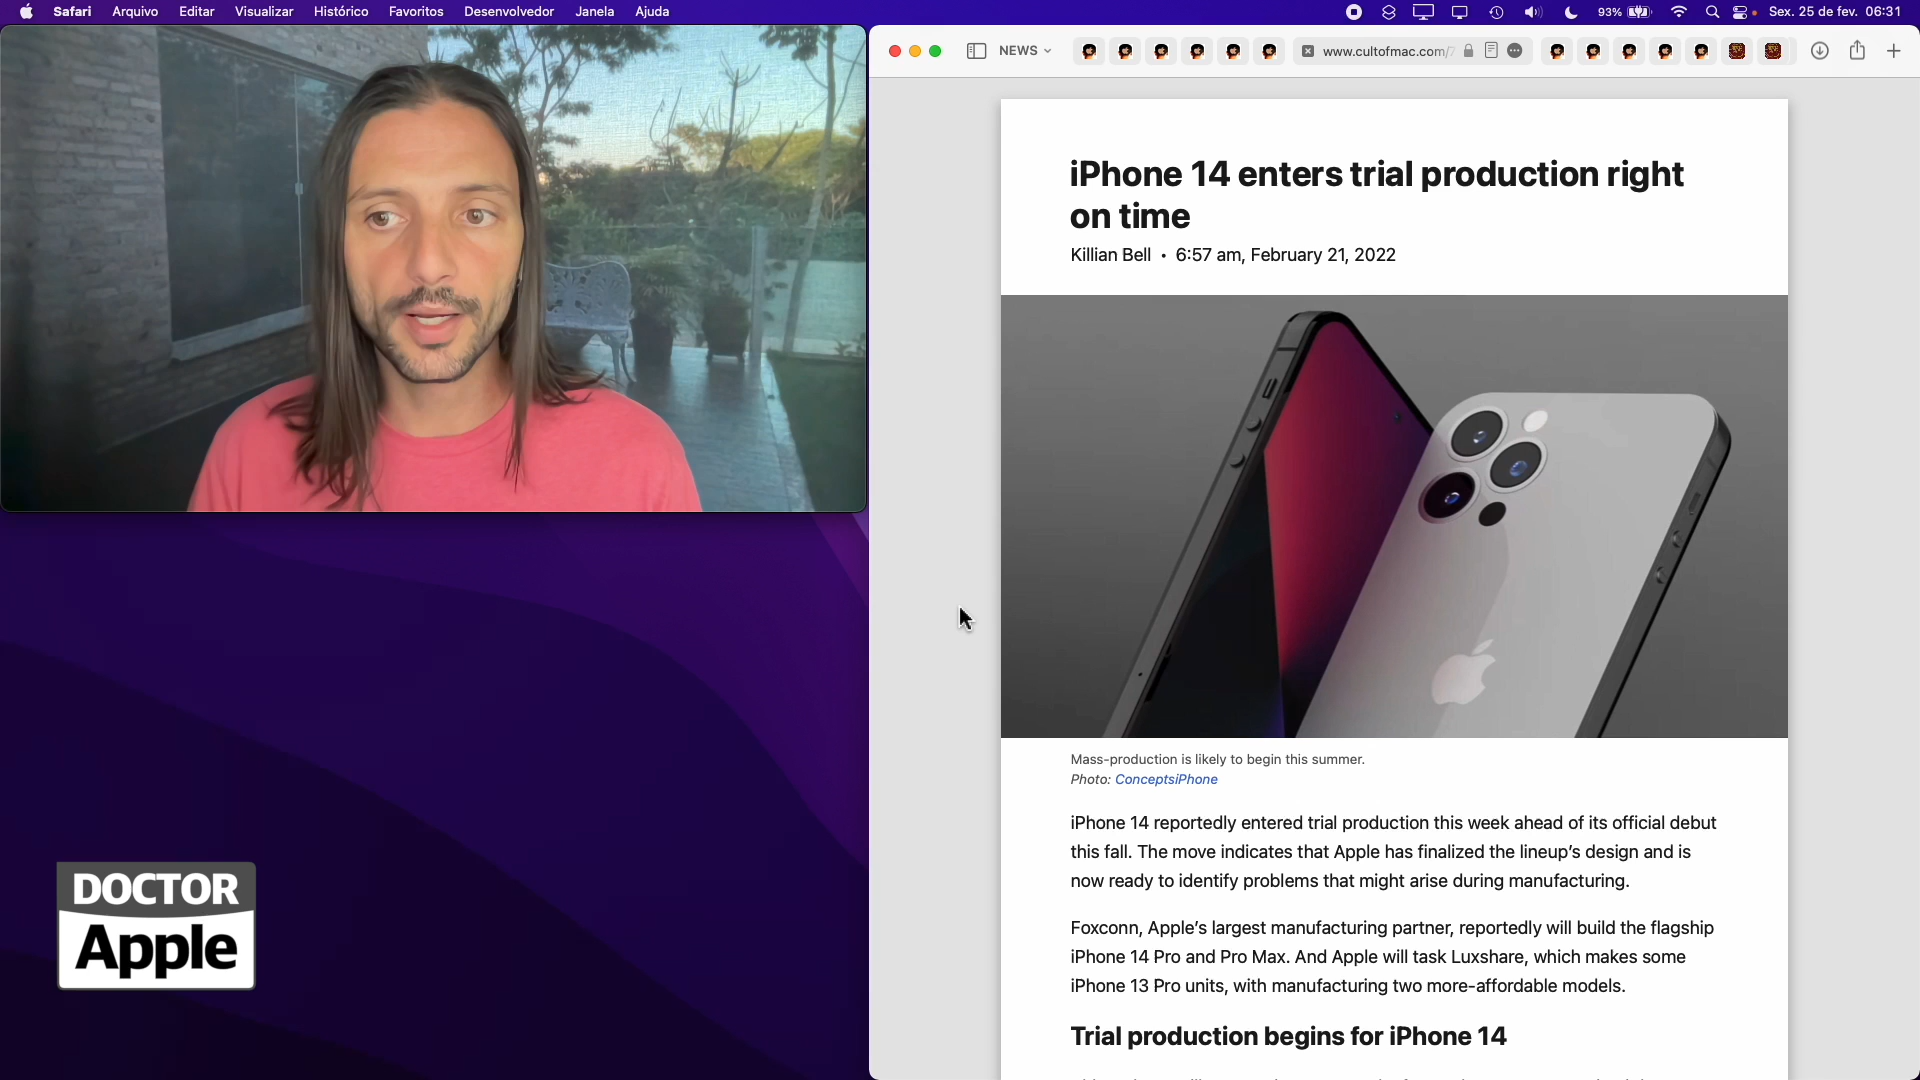 Safari Arquivo Editar Visualizar Histórico Favoritos Desenvolvedor Janela Ajuda
93% Sex. 25 de fev. 06:31
NEWS www.cultofmac.com/
iPhone 14 enters trial production right
on time
Killian Bell • 6:57 am, February 21, 2022
Mass-production is likely to begin this summer.
Photo: ConceptsiPhone
iPhone 14 reportedly entered trial production this week ahead of its official debut
this fall. The move indicates that Apple has finalized the lineup's design and is
now ready to identify problems that might arise during manufacturing.
Foxconn, Apple's largest manufacturing partner, reportedly will build the flagship
iPhone 14 Pro and Pro Max. And Apple will task Luxshare, which makes some
iPhone 13 Pro units, with manufacturing two more-affordable models.
Trial production begins for iPhone 14
DOCTOR
Apple